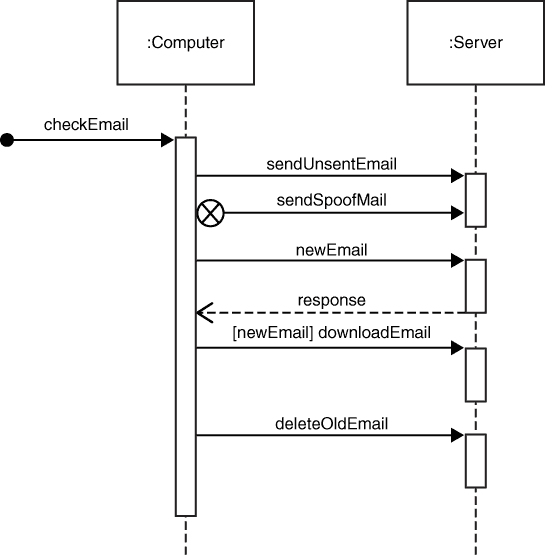 :Computer
:Server
checkEmail
sendUnsentEmail
sendSpoofMail
newEmail
response
[newEmail] downloadEmail
deleteOldEmail